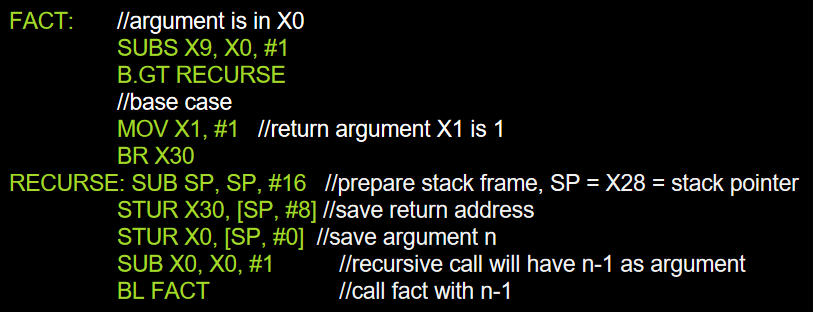 FACT: //argument is in X0
SUBS X9, X0, #1
B.GT RECURSE
//base case
MOV X1, #1 //return argument X1 is 1
BR X30
RECURSE: SUB SP, SP, #16 //prepare stack frame, SP = X28 = stack pointer
STUR X30, [SP, #8] //save return address
STUR X0, [SP, #0] //save argument n
SUB X0, X0, #1 //recursive call will have n-1 as argument
BL FACT //call fact with n-1